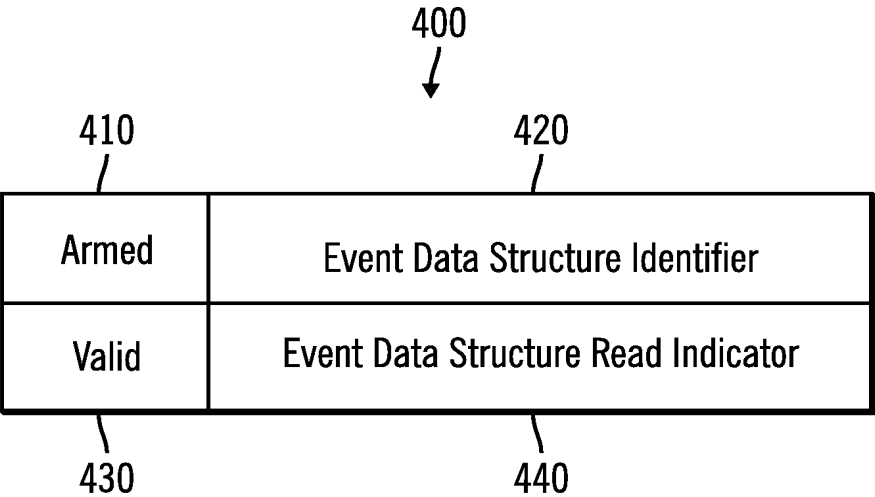 400
410
420
Armed
Event Data Structure Identifier
Valid
Event Data Structure Read Indicator
430
440